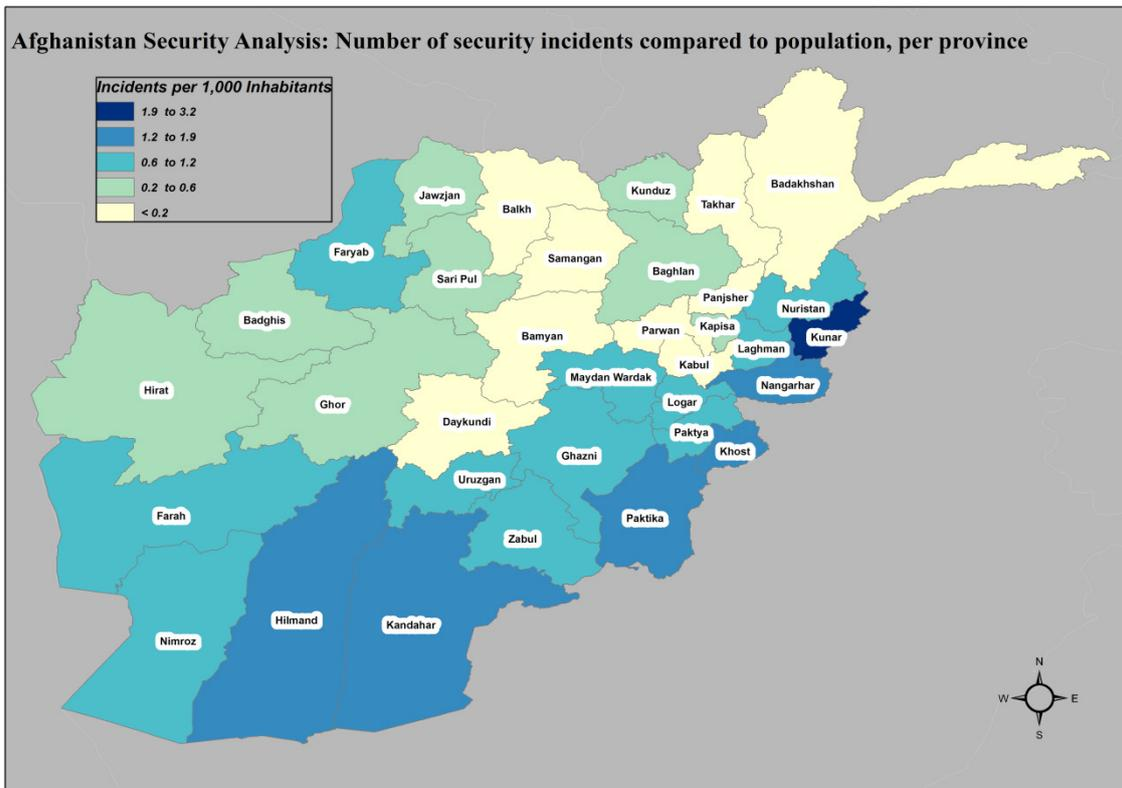 Afghanistan Security Analysis: Number of security incidents compared to population, per province
Incidents per 1,000 Inhabitants
1.9 to 3.2
1.2 to 1.9
0.6 to 1.2
0.2 to 0.6
< 0.2
Jawzjan
Balkh
Kunduz
Takhar
Badakhshan
Faryab
Sari Pul
Samangan
Baghlan
Badghis
Panjsher
Nuristan
Bamyan
Parwan
Kapisa
Kunar
Laghman
Kabul
Maydan Wardak
Nangarhar
Hirat
Ghor
Logar
Daykundi
Paktya
Khost
Ghazni
Uruzgan
Farah
Paktika
Zabul
Hilmand
Kandahar
Nimroz
N
W
E
S